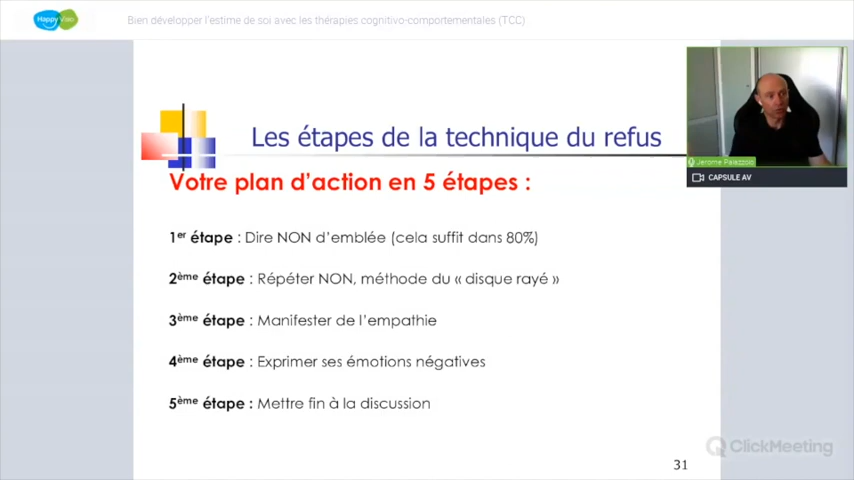 Happy Visio
Bien développer l'estime de soi avec les thérapies cognitivo-comportementales (TCC)
Les étapes de la technique du refus
Votre plan d'action en 5 étapes :
1er étape : Dire NON d'emblée (cela suffit dans 80%)
2ème étape : Répéter NON, méthode du « disque rayé »
3ème étape : Manifester de l'empathie
4ème étape : Exprimer ses émotions négatives
5ème étape : Mettre fin à la discussion
31
Jerome Palazzolo
CAPSULE AV
ClickMeeting